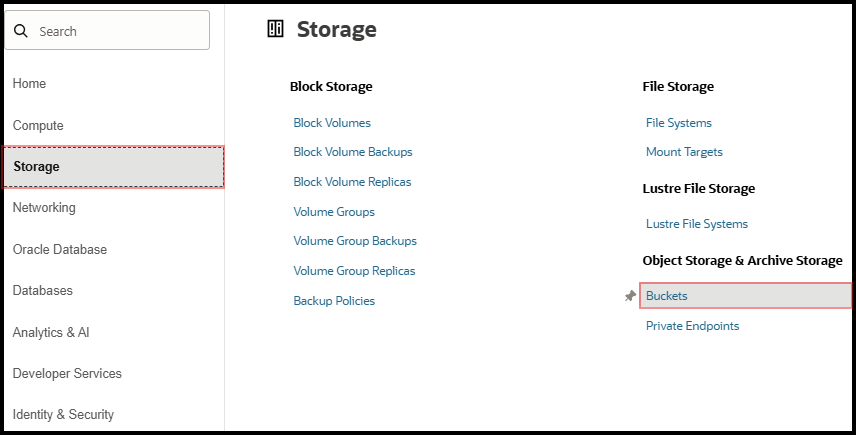 Search
Home
Compute
Storage
Networking
Oracle Database
Databases
Analytics & AI
Developer Services
Identity & Security
Storage
Block Storage
Block Volumes
Block Volume Backups
Block Volume Replicas
Volume Groups
Volume Group Backups
Volume Group Replicas
Backup Policies
File Storage
File Systems
Mount Targets
Lustre File Storage
Lustre File Systems
Object Storage & Archive Storage
Buckets
Private Endpoints